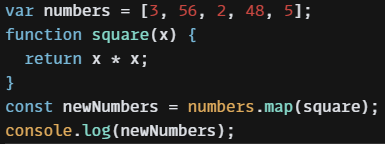 var numbers = [3, 56, 2, 48, 5];
function square(x) {
  return x * x;
}
const newNumbers = numbers.map(square);
console.log(newNumbers);